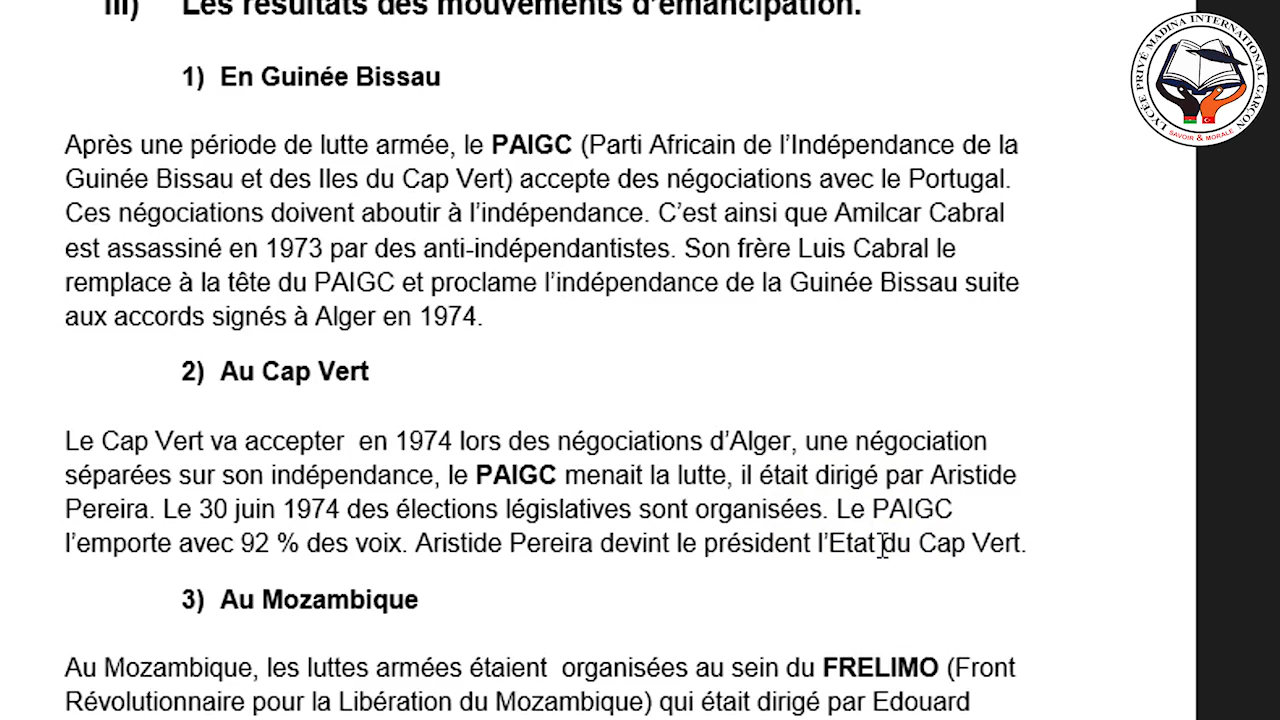 III) Les résultats des mouvements d'émancipation.
1) En Guinée Bissau
Après une période de lutte armée, le PAIGC (Parti Africain de l'Indépendance de la
Guinée Bissau et des Iles du Cap Vert) accepte des négociations avec le Portugal.
Ces négociations doivent aboutir à l'indépendance. C'est ainsi que Amilcar Cabral
est assassiné en 1973 par des anti-indépendantistes. Son frère Luis Cabral le
remplace à la tête du PAIGC et proclame l'indépendance de la Guinée Bissau suite
aux accords signés à Alger en 1974.
2) Au Cap Vert
Le Cap Vert va accepter en 1974 lors des négociations d'Alger, une négociation
séparées sur son indépendance, le PAIGC menait la lutte, il était dirigé par Aristide
Pereira. Le 30 juin 1974 des élections législatives sont organisées. Le PAIGC
l'emporte avec 92 % des voix. Aristide Pereira devint le président l'Etat du Cap Vert.
3) Au Mozambique
Au Mozambique, les luttes armées étaient organisées au sein du FRELIMO (Front
Révolutionnaire pour la Libération du Mozambique) qui était dirigé par Edouard
LYCÉE PRIVÉ MADINA INTERNATIONAL GARÇON
SAVOIR & MORALE